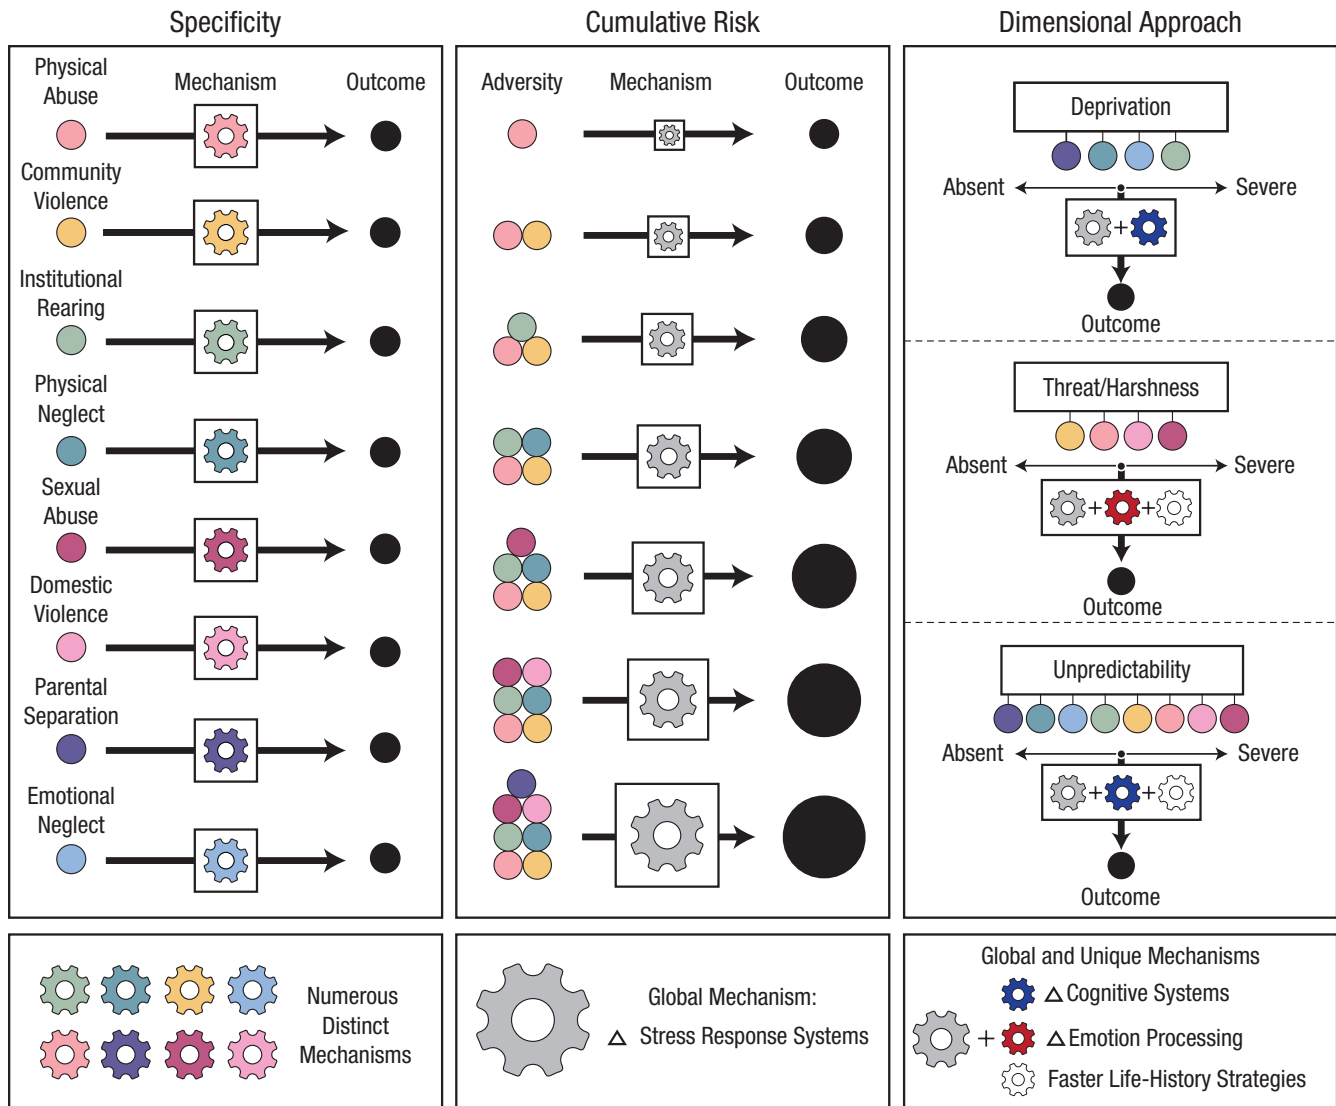 Specificity
Physical
Abuse
Mechanism
Outcome
Community
Violence
Institutional
Rearing
Physical
Neglect
Sexual
Abuse
Domestic
Violence
Parental
Separation
Emotional
Neglect
Numerous
Distinct
Mechanisms
Cumulative Risk
Adversity
Mechanism
Outcome
Global Mechanism:
△ Stress Response Systems
Dimensional Approach
Deprivation
Absent
Severe
+
Outcome
Threat/Harshness
Absent
Severe
+ +
Outcome
Unpredictability
Absent
Severe
+ +
Outcome
Global and Unique Mechanisms
△ Cognitive Systems
+ △ Emotion Processing
Faster Life-History Strategies